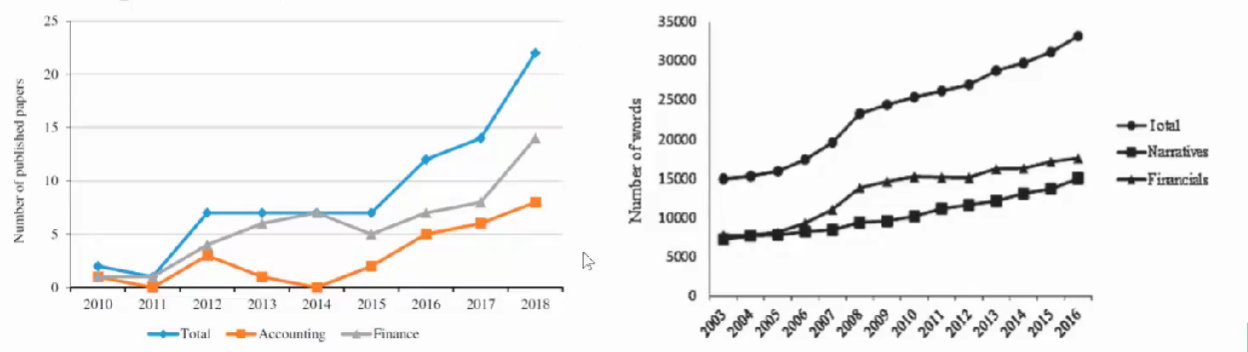 25
20
15
10
5
0
Number of published papers
2010 2011 2012 2013 2014 2015 2016 2017 2018
Total Accounting Finance
35000
30000
25000
20000
15000
10000
5000
0
Number of words
2003 2004 2005 2006 2007 2008 2009 2010 2011 2012 2013 2014 2015 2016
Total
Narratives
Financials